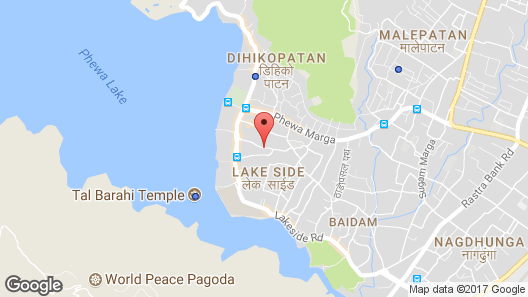 MALEPATAN
मालेपाटन
DIHIKOPATAN
डिहिको
पाटन
Phewa Lake
Phewa Marga
LAKE SIDE
लेक साईड
Tal Barahi Temple
Lakeside Rd
BAIDAM
Sugam Marga
Rastra Bank Rd
NAGDHUNGA
नागढुंगा
World Peace Pagoda
Google
Map data ©2017 Google